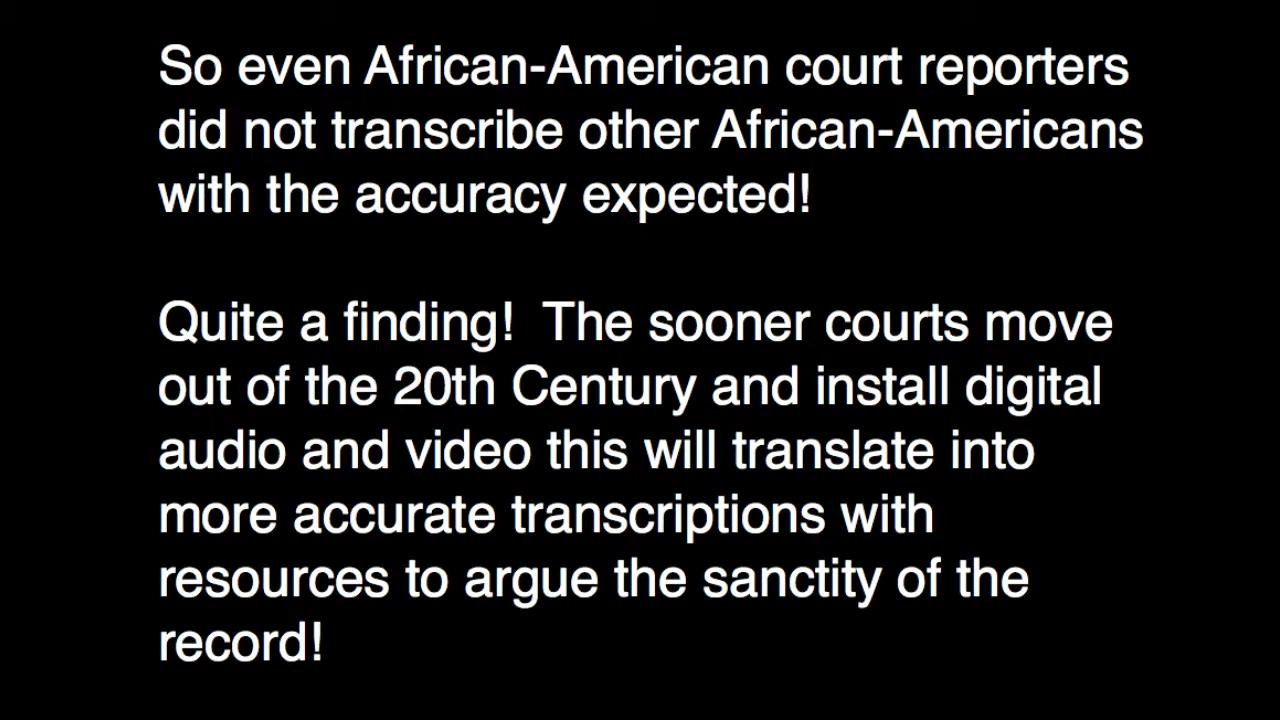 So even African-American court reporters
did not transcribe other African-Americans
with the accuracy expected!
Quite a finding!  The sooner courts move
out of the 20th Century and install digital
audio and video this will translate into
more accurate transcriptions with
resources to argue the sanctity of the
record!